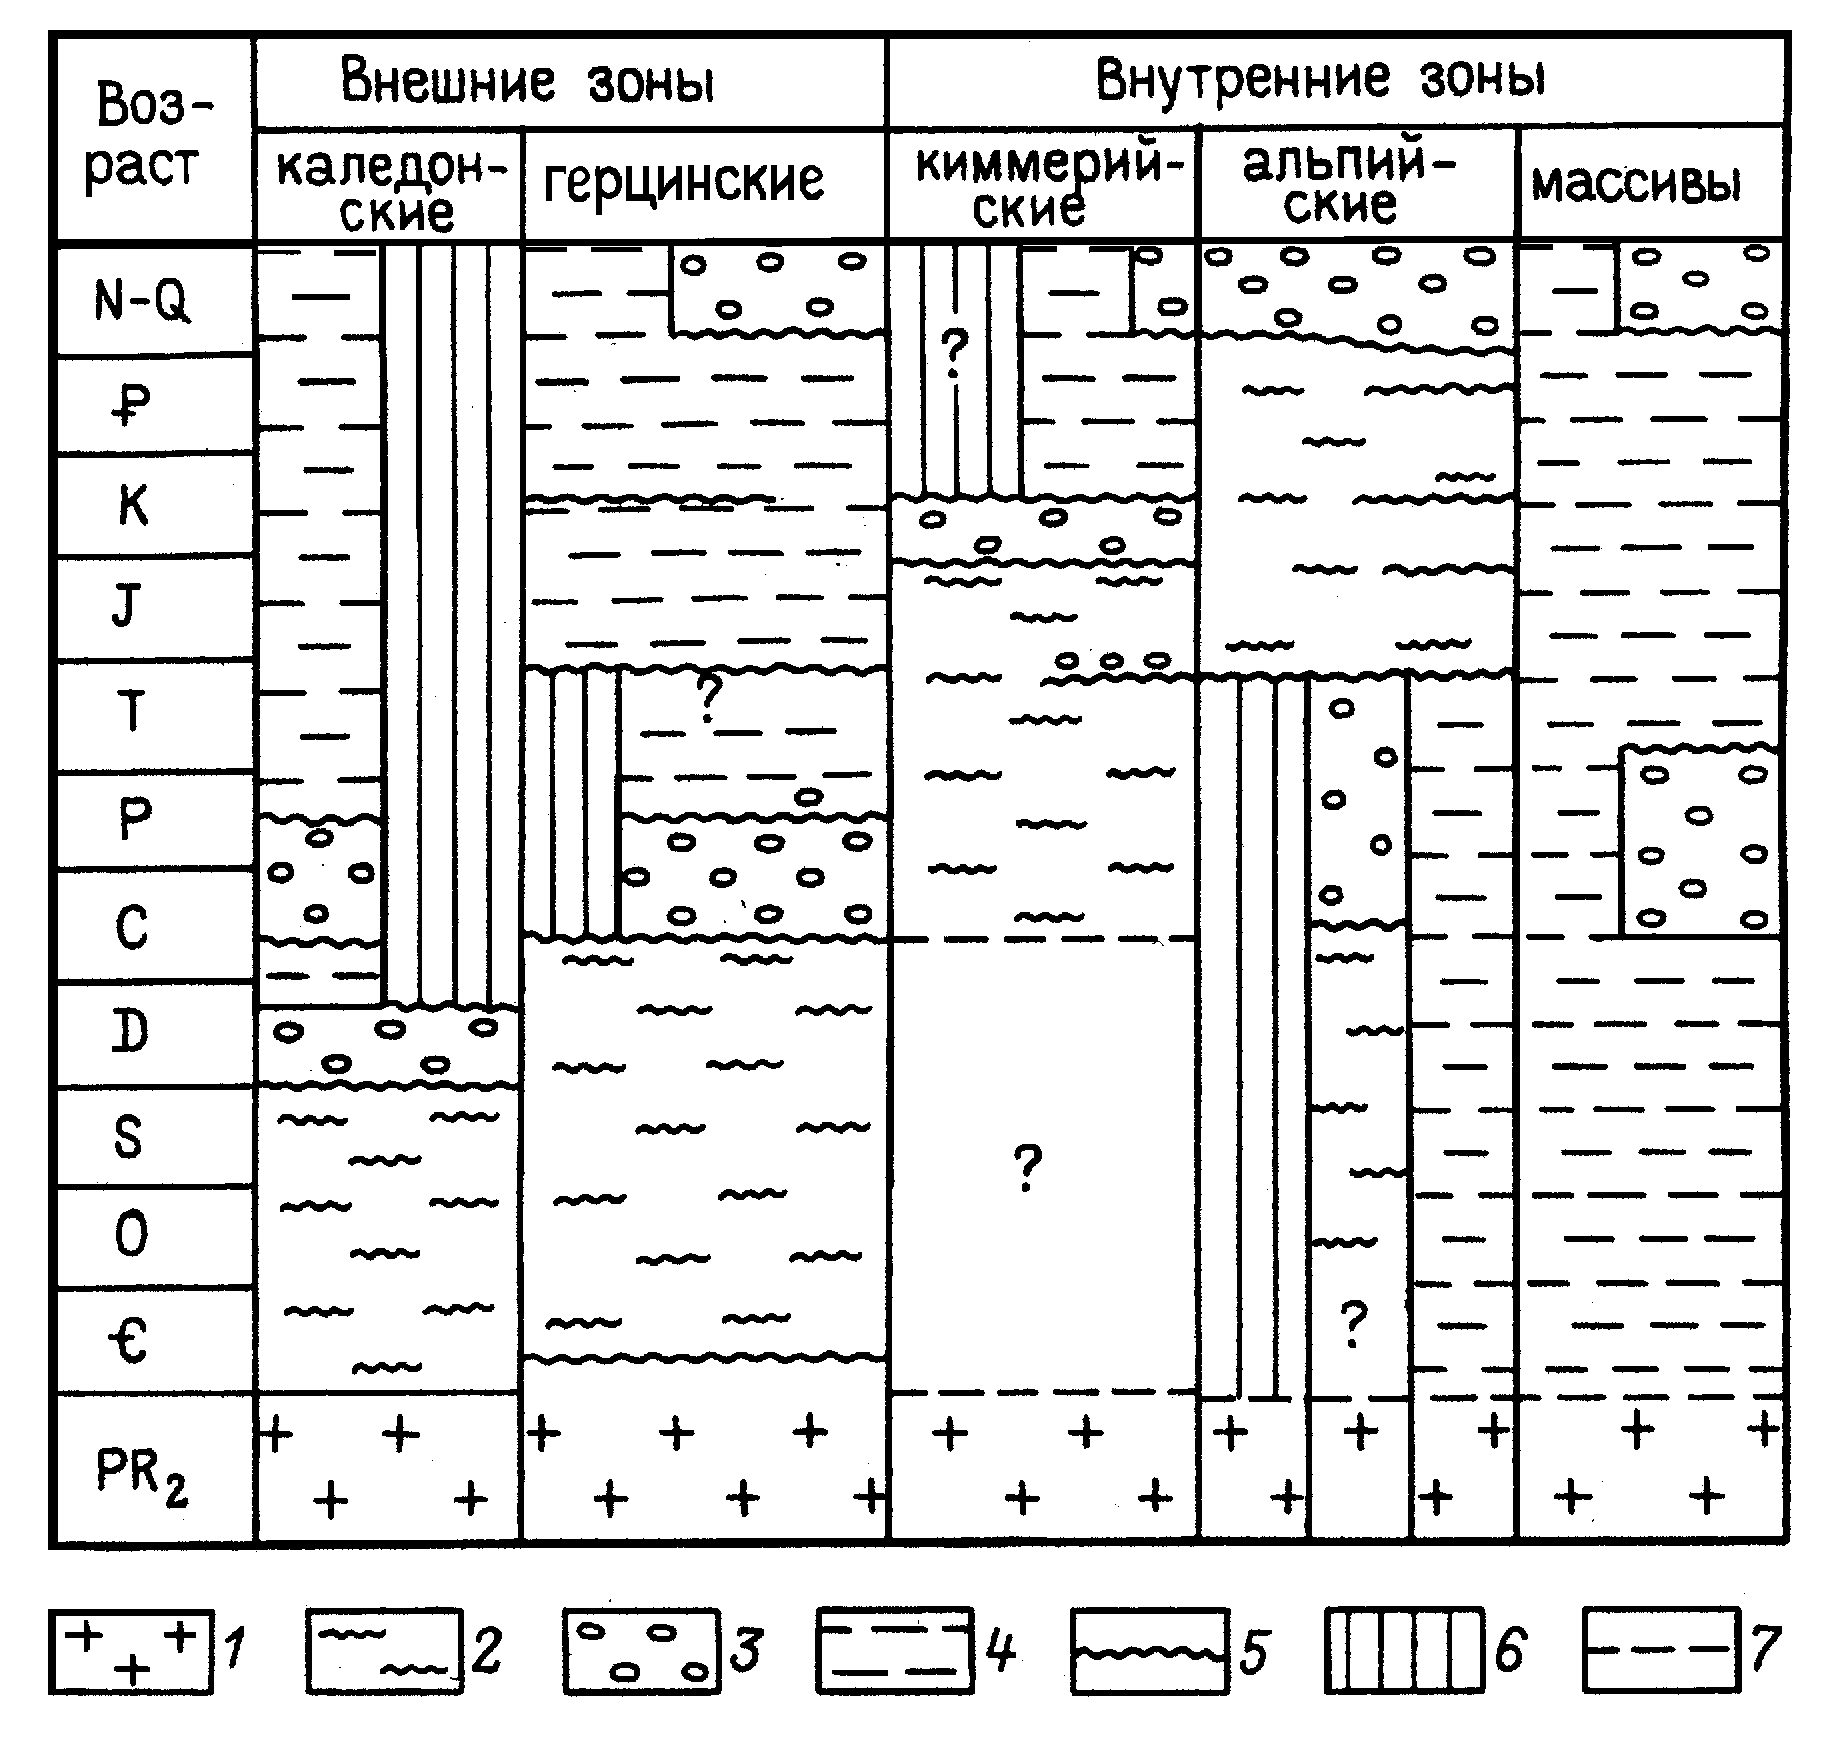 Воз-
раст
Внешние зоны
Внутренние зоны
каледон-
ские
герцинские
киммерий-
ские
альпий-
ские
массивы
N-Q
?
₽
K
J
T
?
P
C
D
S
?
O
Є
?
PR₂
1 2 3 4 5 6 7